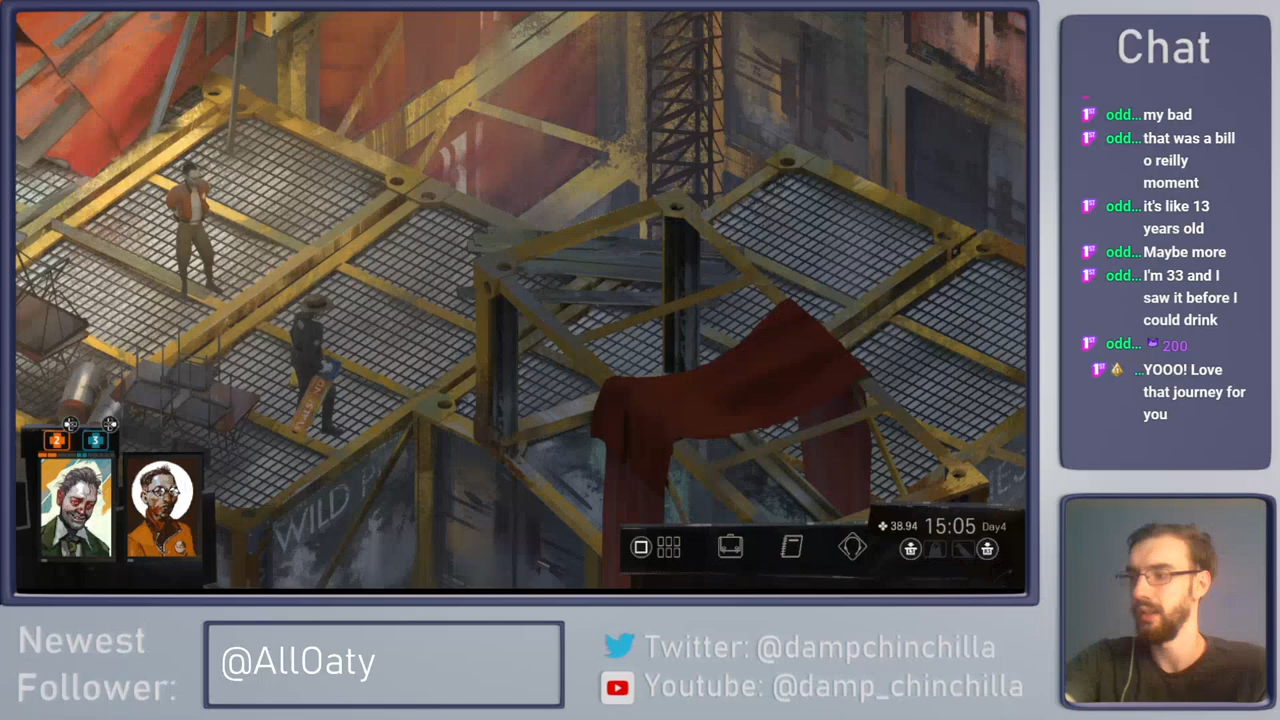 Chat
odd... my bad
odd... that was a bill
o reilly
moment
odd... it's like 13
years old
odd... Maybe more
odd... I'm 33 and I
saw it before I
could drink
odd... 200
... YOOO! Love
that journey for
you
2 3
WILD
38.94 15:05 Day4
Newest
Follower:
@AllOaty
Twitter: @dampchinchilla
Youtube: @damp_chinchilla